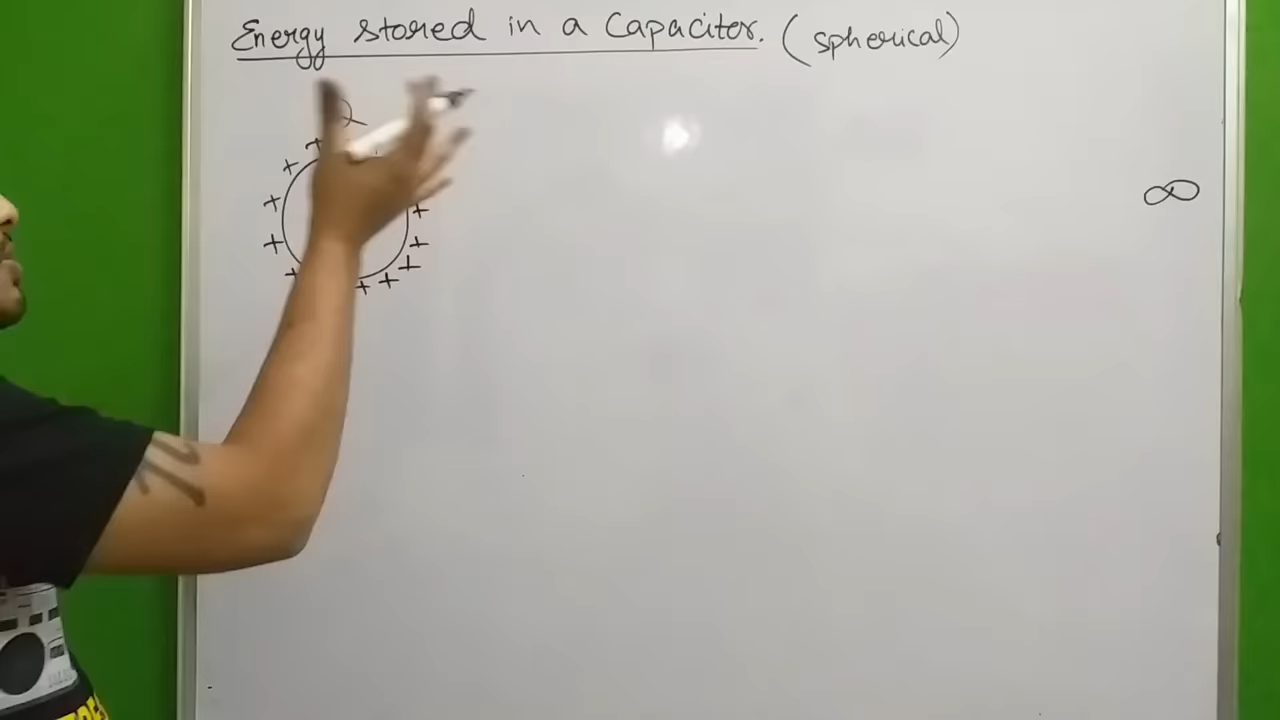 Energy stored in a Capacitor. (spherical)
Q
+ + + +
+ + + +
+ + + +
∞